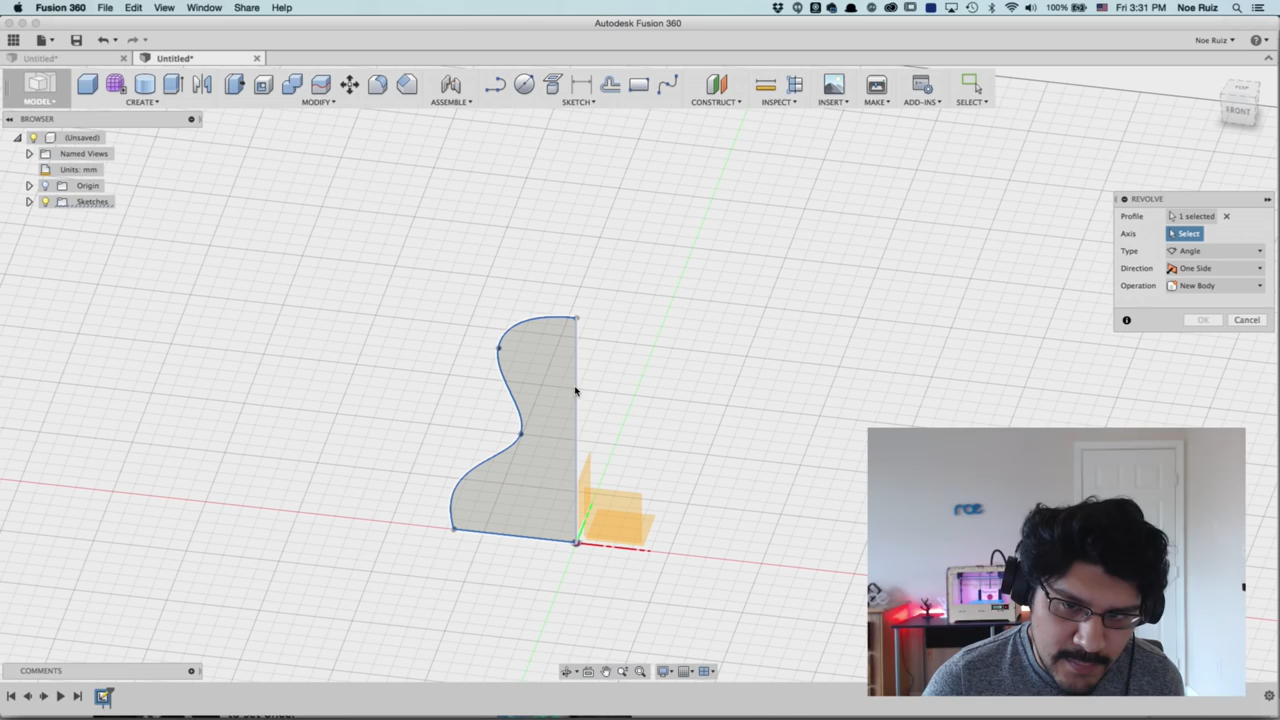 Fusion 360 File Edit View Window Share Help 100% Fri 3:31 PM Noe Ruiz
Autodesk Fusion 360
Noe Ruiz
Untitled* Untitled*
MODEL CREATE MODIFY ASSEMBLE SKETCH CONSTRUCT INSPECT INSERT MAKE ADD-INS SELECT
BROWSER
(Unsaved)
Named Views
Units: mm
Origin
Sketches
FRONT
REVOLVE
Profile 1 selected
Axis Select
Type Angle
Direction One Side
Operation New Body
OK Cancel
noe
COMMENTS